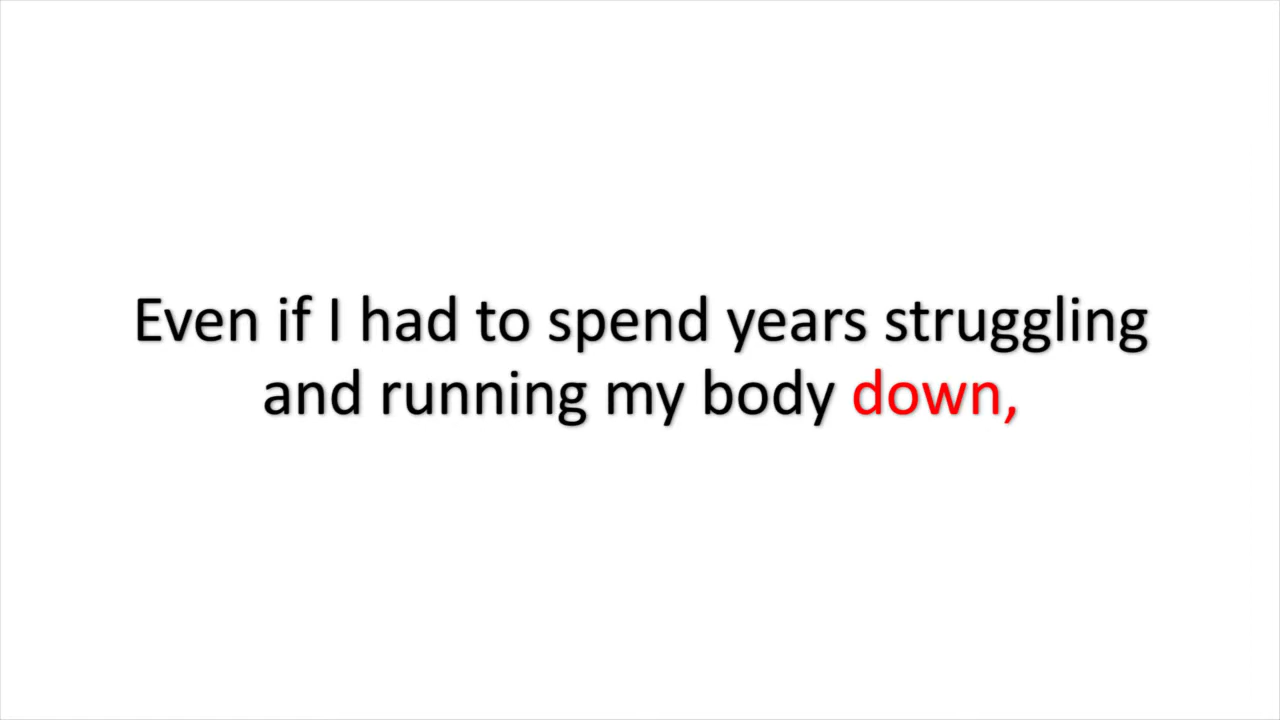 Even if I had to spend years struggling
and running my body down,